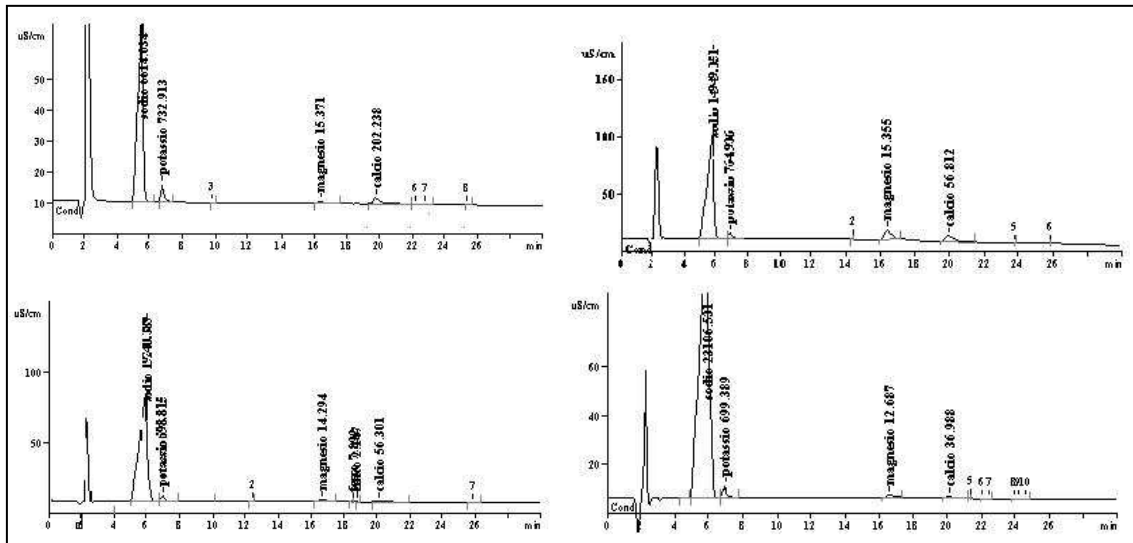 uS/cm
50
40
30
20
10
Cond
sodio 6614.034
potassio 732.913
3
magnesio 15.371
calcio 202.238
6 7
8
0 2 4 6 8 10 12 14 16 18 20 22 24 26 min
uS/cm
150
100
50
Cond
sodio
potassio
2
magnesio 15.355
calcio 56.812
5
6
0 2 4 6 8 10 12 14 16 18 20 22 24 26 min
uS/cm
100
50
sodio
potassio 698.815
2
magnesio 14.294
calcio 56.301
7
4 6 8 10 12 14 16 18 20 22 24 26 min
uS/cm
60
40
20
Cond
sodio 23106.531
potassio 699.389
magnesio 12.687
calcio 36.988
5 6 7
8 9 10
0 2 4 6 8 10 12 14 16 18 20 22 24 26 min